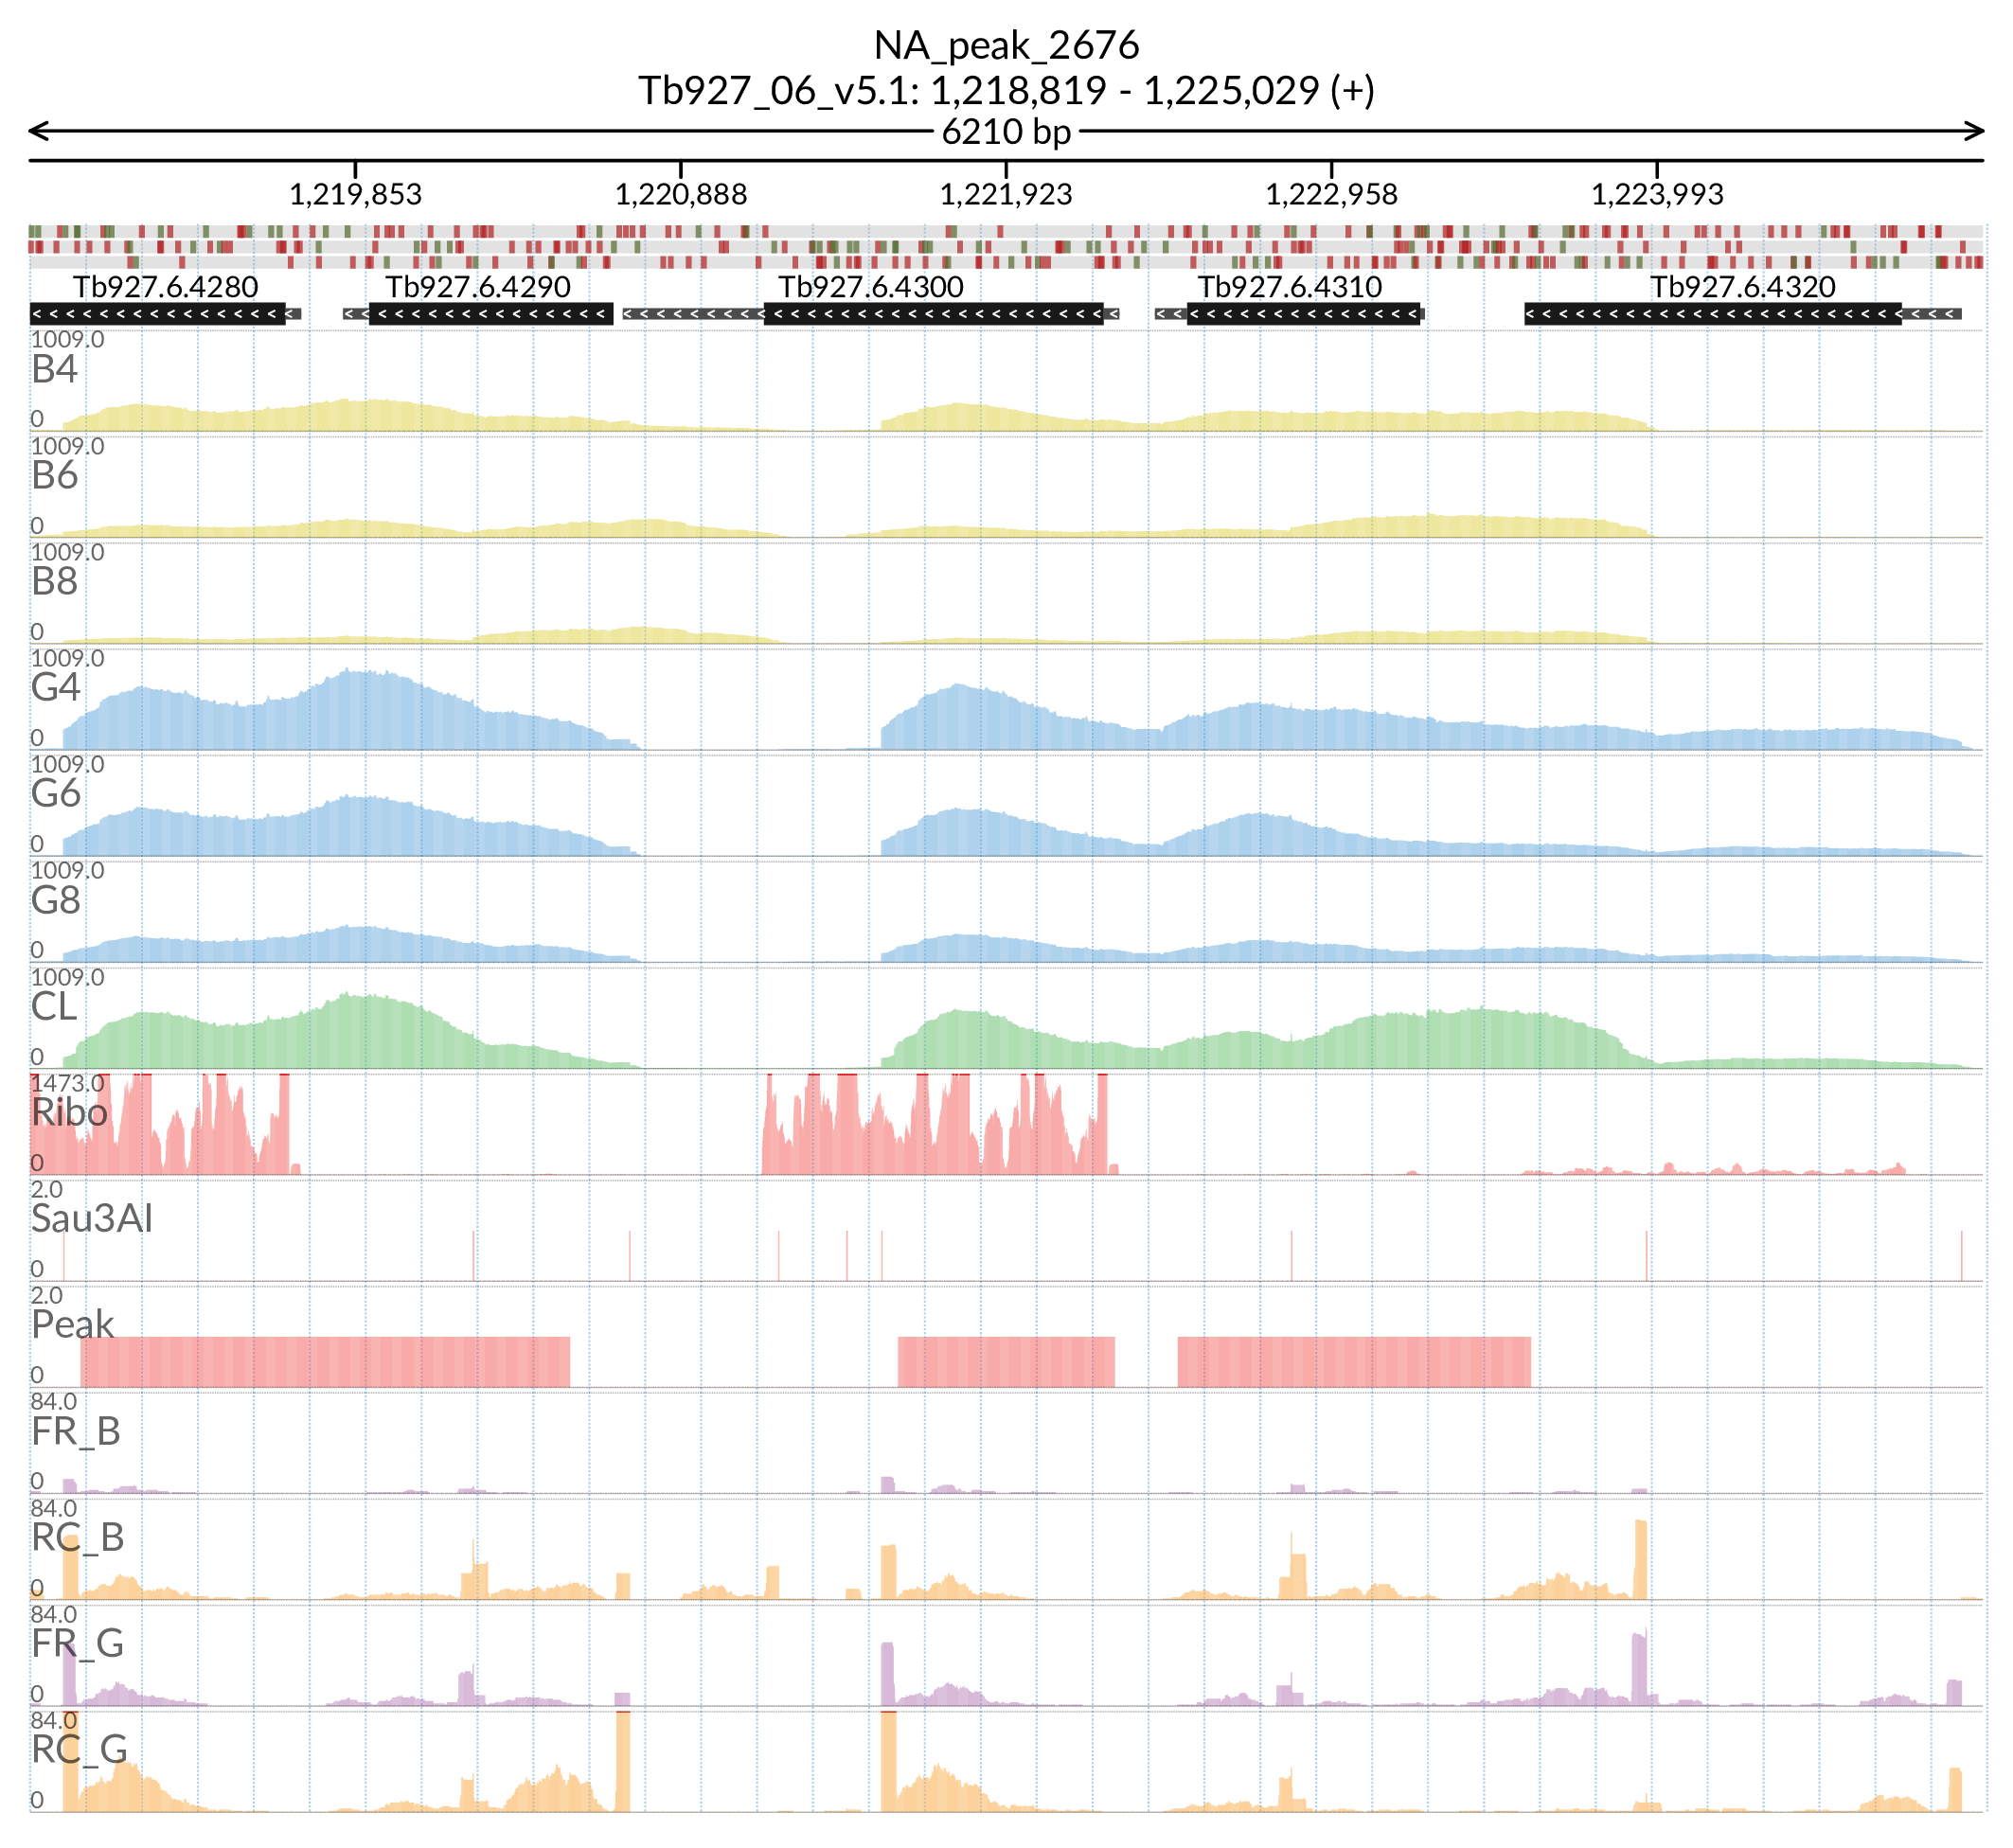 NA_peak_2676
Tb927_06_v5.1: 1,218,819 - 1,225,029 (+)
6210 bp
1,219,853 1,220,888 1,221,923 1,222,958 1,223,993
Tb927.6.4280 Tb927.6.4290 Tb927.6.4300 Tb927.6.4310 Tb927.6.4320
1009.0
B4
0
1009.0
B6
0
1009.0
B8
0
1009.0
G4
0
1009.0
G6
0
1009.0
G8
0
1009.0
CL
0
1473.0
Ribo
0
2.0
Sau3AI
0
2.0
Peak
0
84.0
FR_B
0
84.0
RC_B
0
84.0
FR_G
0
84.0
RC_G
0